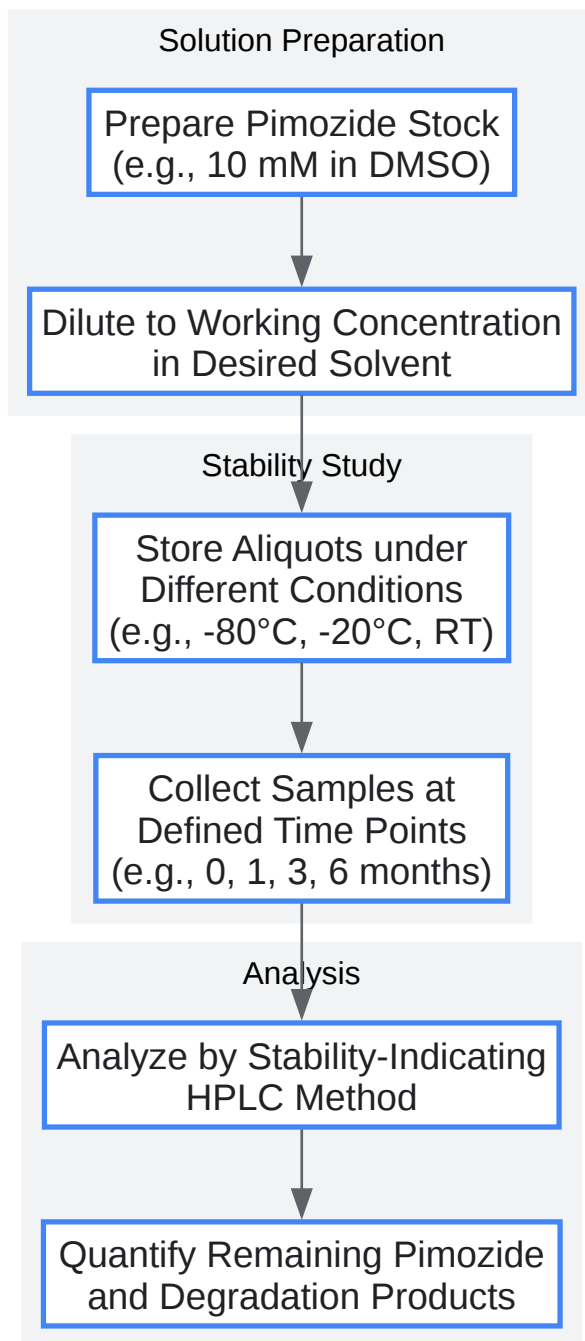 Solution Preparation
Prepare Pimozide Stock
(e.g., 10 mM in DMSO)
Dilute to Working Concentration
in Desired Solvent
Stability Study
Store Aliquots under
Different Conditions
(e.g., -80°C, -20°C, RT)
Collect Samples at
Defined Time Points
(e.g., 0, 1, 3, 6 months)
Analysis
Analyze by Stability-Indicating
HPLC Method
Quantify Remaining Pimozide
and Degradation Products